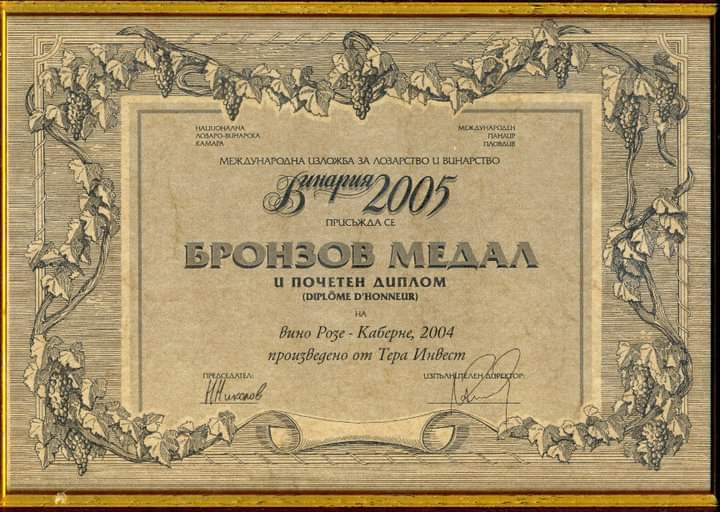 НАЦИОНАЛНА
ЛОЗАРО-ВИНАРСКА
КАМАРА
МЕЖДУНАРОДЕН
ПАНАИР
ПЛОВДИВ
МЕЖДУНАРОДНА ИЗЛОЖБА ЗА ЛОЗАРСТВО И ВИНАРСТВО
Винария 2005
ПРИСЪЖДА СЕ
БРОНЗОВ МЕДАЛ
И ПОЧЕТЕН ДИПЛОМ
(DIPLÔME D'HONNEUR)
НА
вино Розе - Каберне, 2004
произведено от Тера Инвест
ПРЕДСЕДАТЕЛ:
ИЗПЪЛНИТЕЛЕН ДИРЕКТОР: